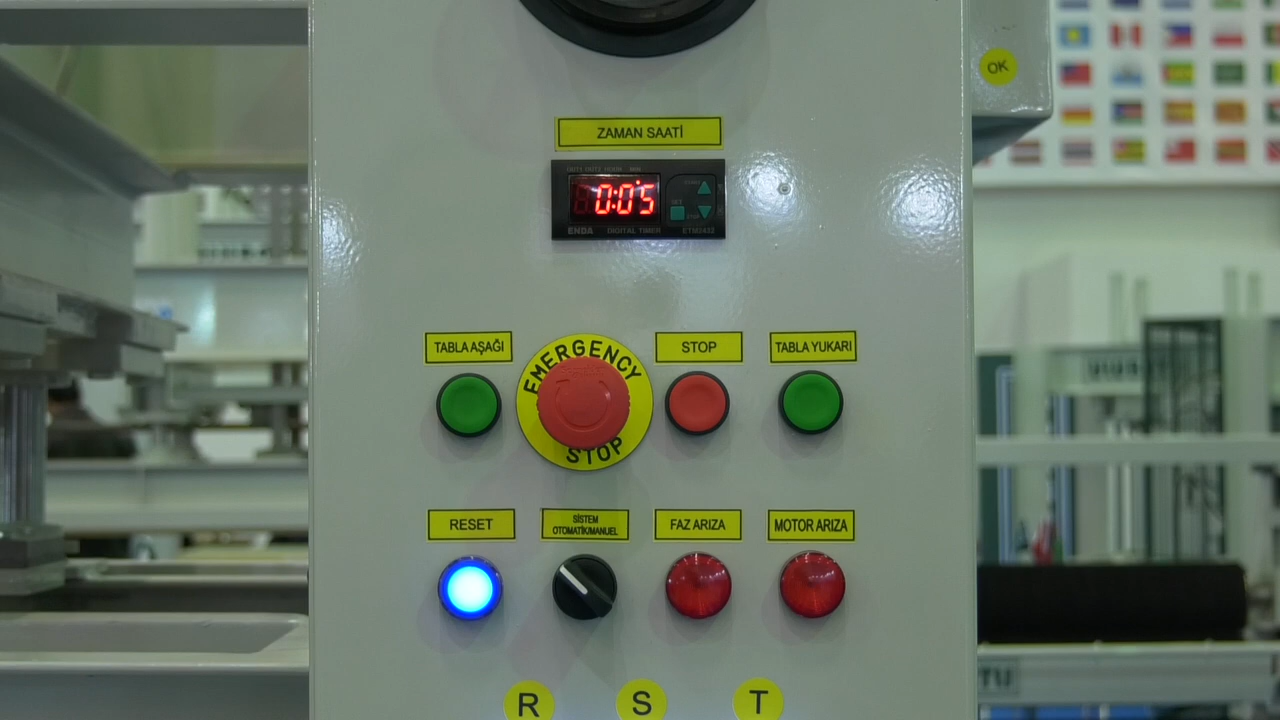 OK
ZAMAN SAATİ
0:05
SET
ENDA DIGITAL TIMER ETM2422
TABLA AŞAĞI
EMERGENCY
STOP
STOP
TABLA YUKARI
RESET
SİSTEM
OTOMATİK/MANUEL
FAZ ARIZA
MOTOR ARIZA
R S T